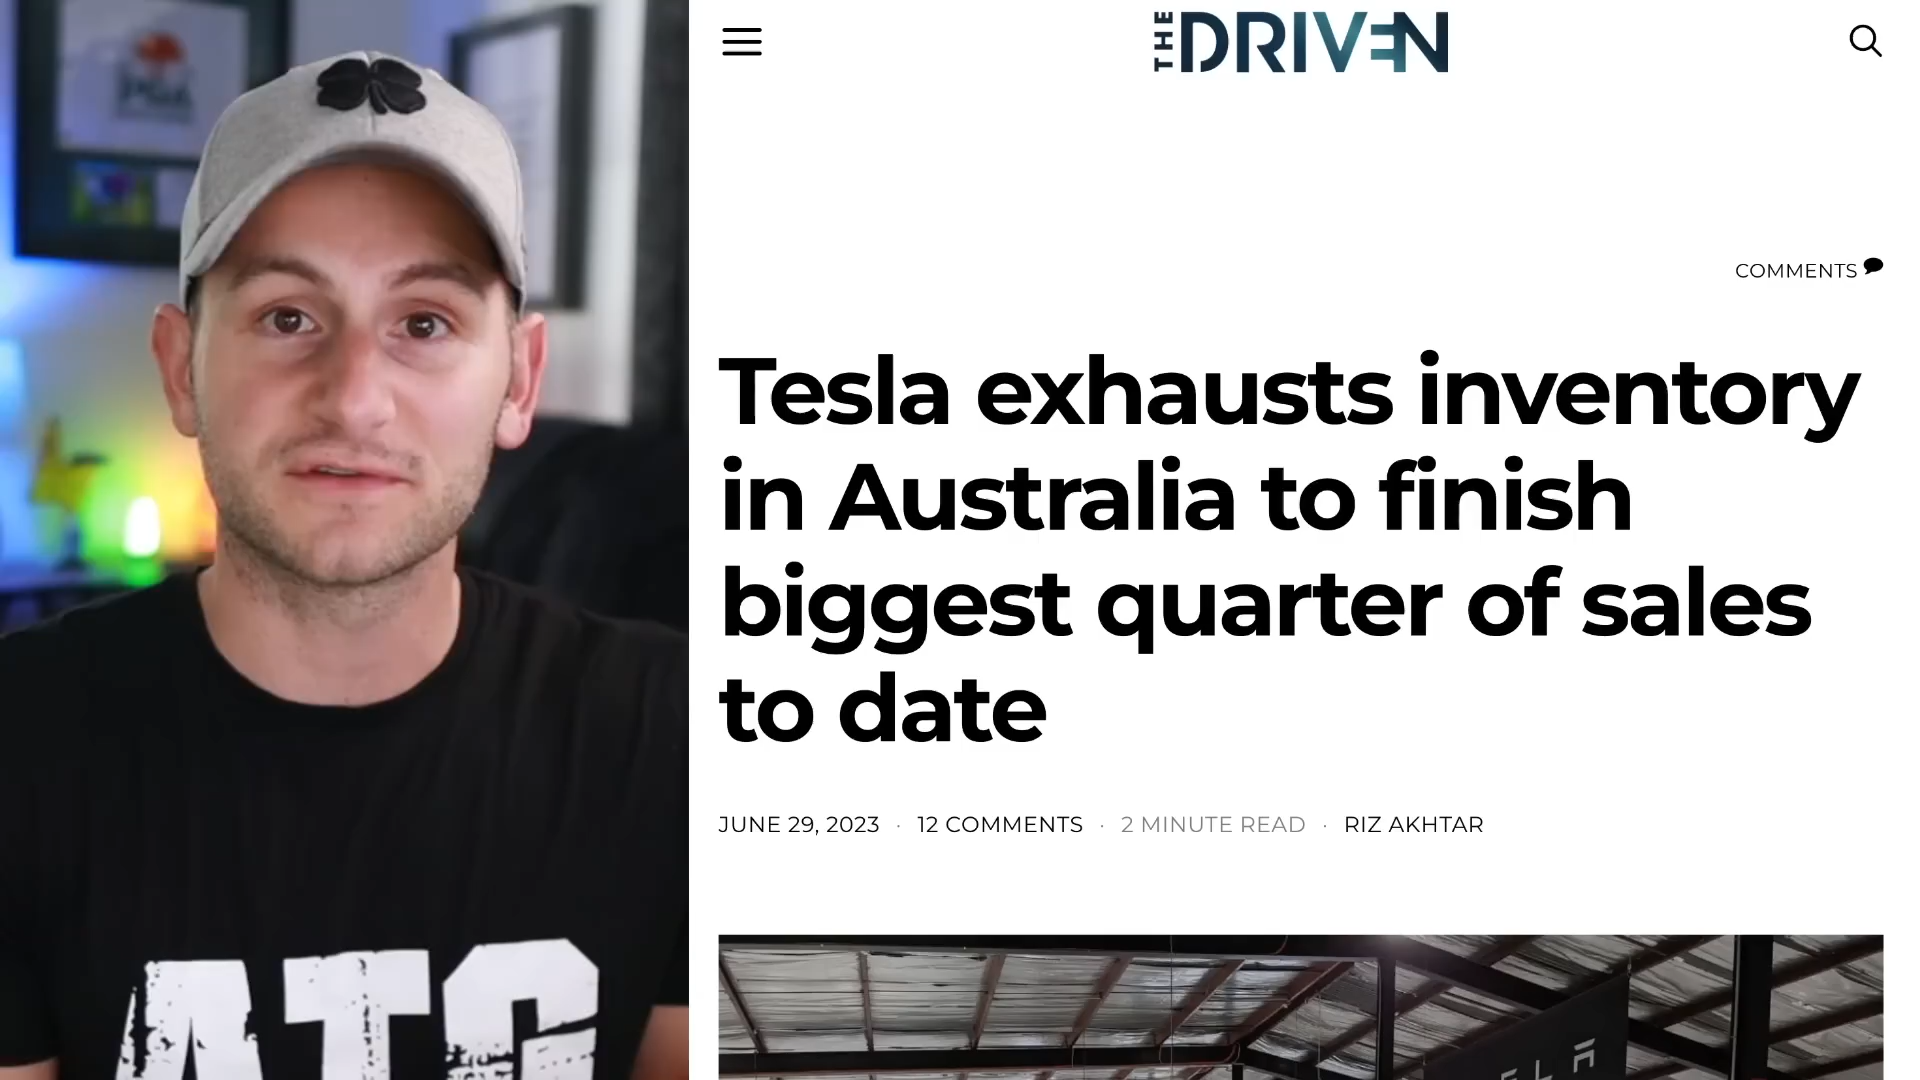 THE DRIVEN
COMMENTS
Tesla exhausts inventory
in Australia to finish
biggest quarter of sales
to date
JUNE 29, 2023 · 12 COMMENTS · 2 MINUTE READ · RIZ AKHTAR
PGA